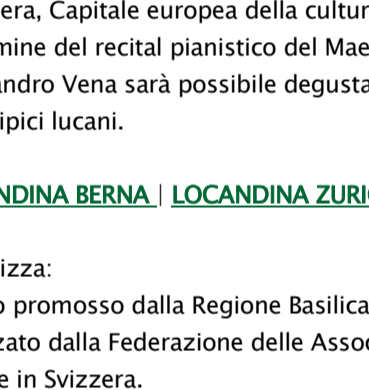 era, Capitale europea della cultur
mine del recital pianistico del Mae
andro Vena sarà possibile degusta
ipici lucani.
NDINA BERNA | LOCANDINA ZURI
izza:
o promosso dalla Regione Basilica
zato dalla Federazione delle Asso
e in Svizzera.